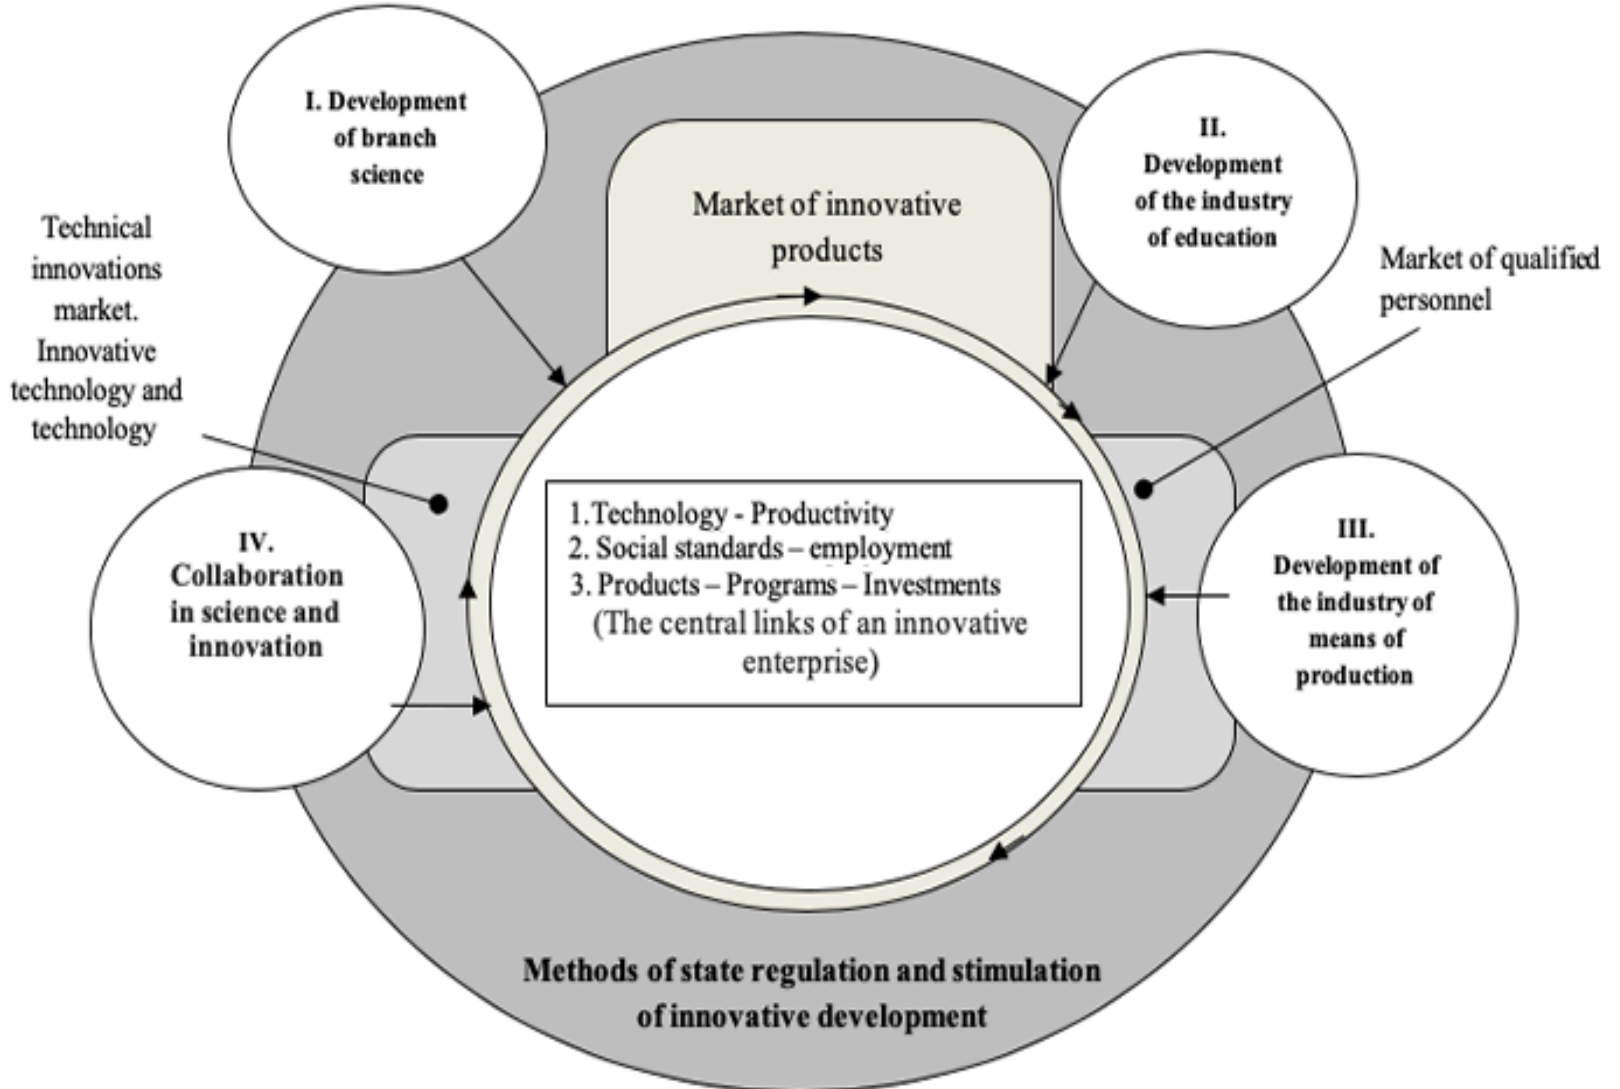 I. Development
of branch
science
II.
Development
of the industry
of education
Market of innovative
products
Technical
innovations
market.
Innovative
technology and
technology
Market of qualified
personnel
1.Technology - Productivity
2. Social standards – employment
3. Products – Programs – Investments
(The central links of an innovative
enterprise)
IV.
Collaboration
in science and
innovation
III.
Development of
the industry of
means of
production
Methods of state regulation and stimulation
of innovative development